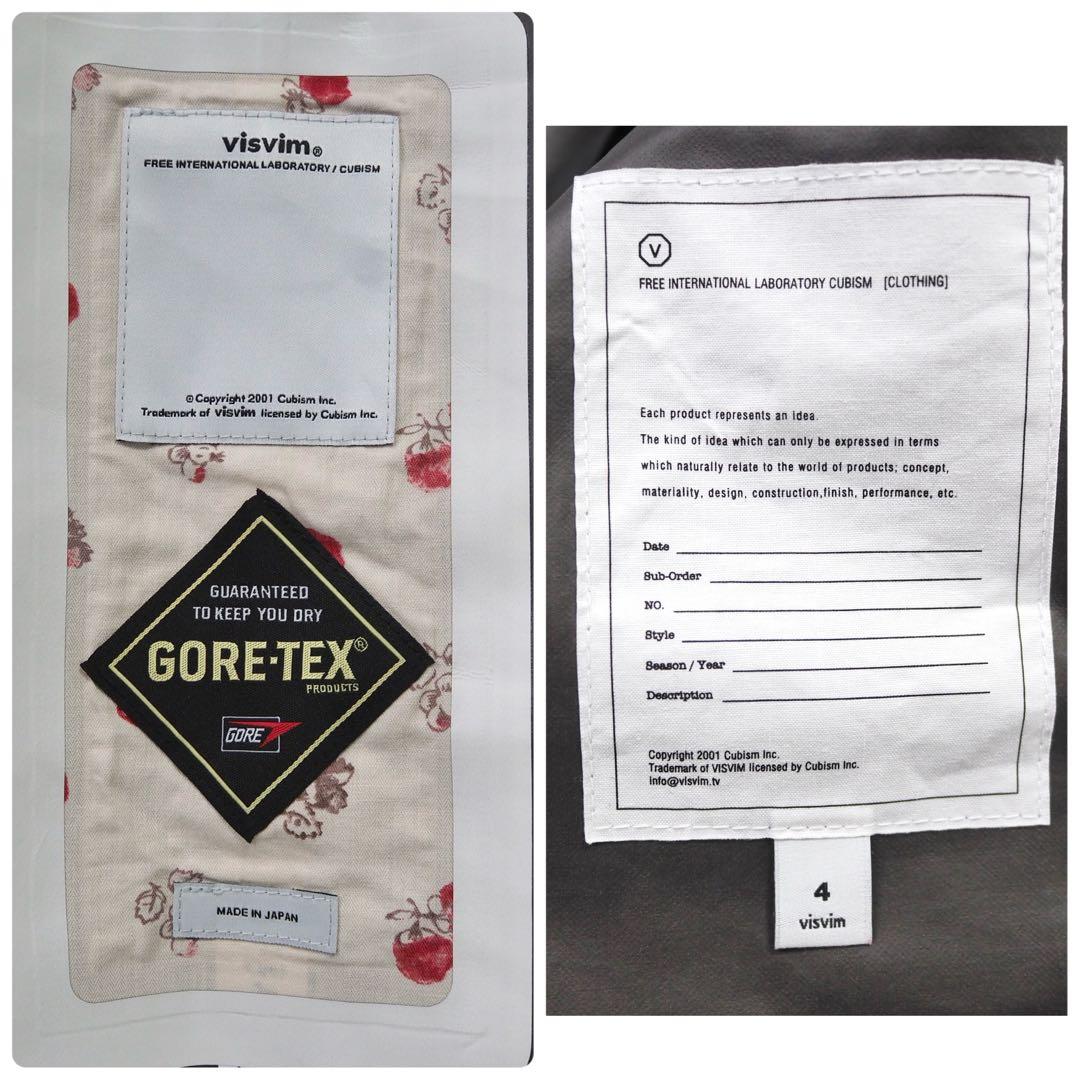 visvim®
FREE INTERNATIONAL LABORATORY / CUBISM
© Copyright 2001 Cubism Inc.
Trademark of visvim licensed by Cubism Inc.
GUARANTEED
TO KEEP YOU DRY
GORE-TEX®
PRODUCTS
GORE
MADE IN JAPAN
V
FREE INTERNATIONAL LABORATORY CUBISM [CLOTHING]
Each product represents an idea.
The kind of idea which can only be expressed in terms
which naturally relate to the world of products; concept,
materiality, design, construction,finish, performance, etc.
Date
Sub-Order
NO.
Style
Season / Year
Description
Copyright 2001 Cubism Inc.
Trademark of VISVIM licensed by Cubism Inc.
info@visvim.tv
4
visvim